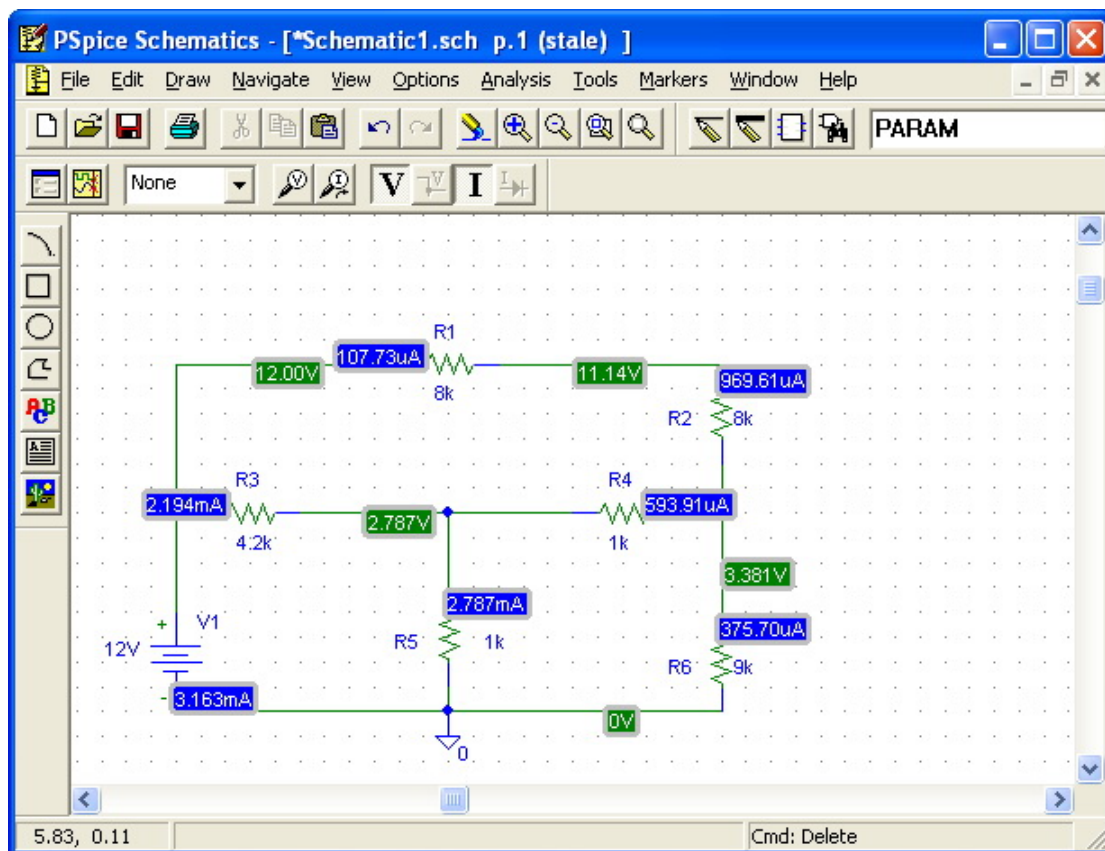 PSpice Schematics - [*Schematic1.sch p.1 (stale) ]
File Edit Draw Navigate View Options Analysis Tools Markers Window Help
PARAM
None V I V I
R1
12.00V 107.73uA 11.14V
8k
969.61uA
R2 8k
R3 R4
2.194mA 2.787V 593.91uA
4.2k 1k
3.381V
2.787mA
+ V1 375.70uA
12V R5 1k
R6 9k
- 3.163mA
0V
0
5.83, 0.11 Cmd: Delete